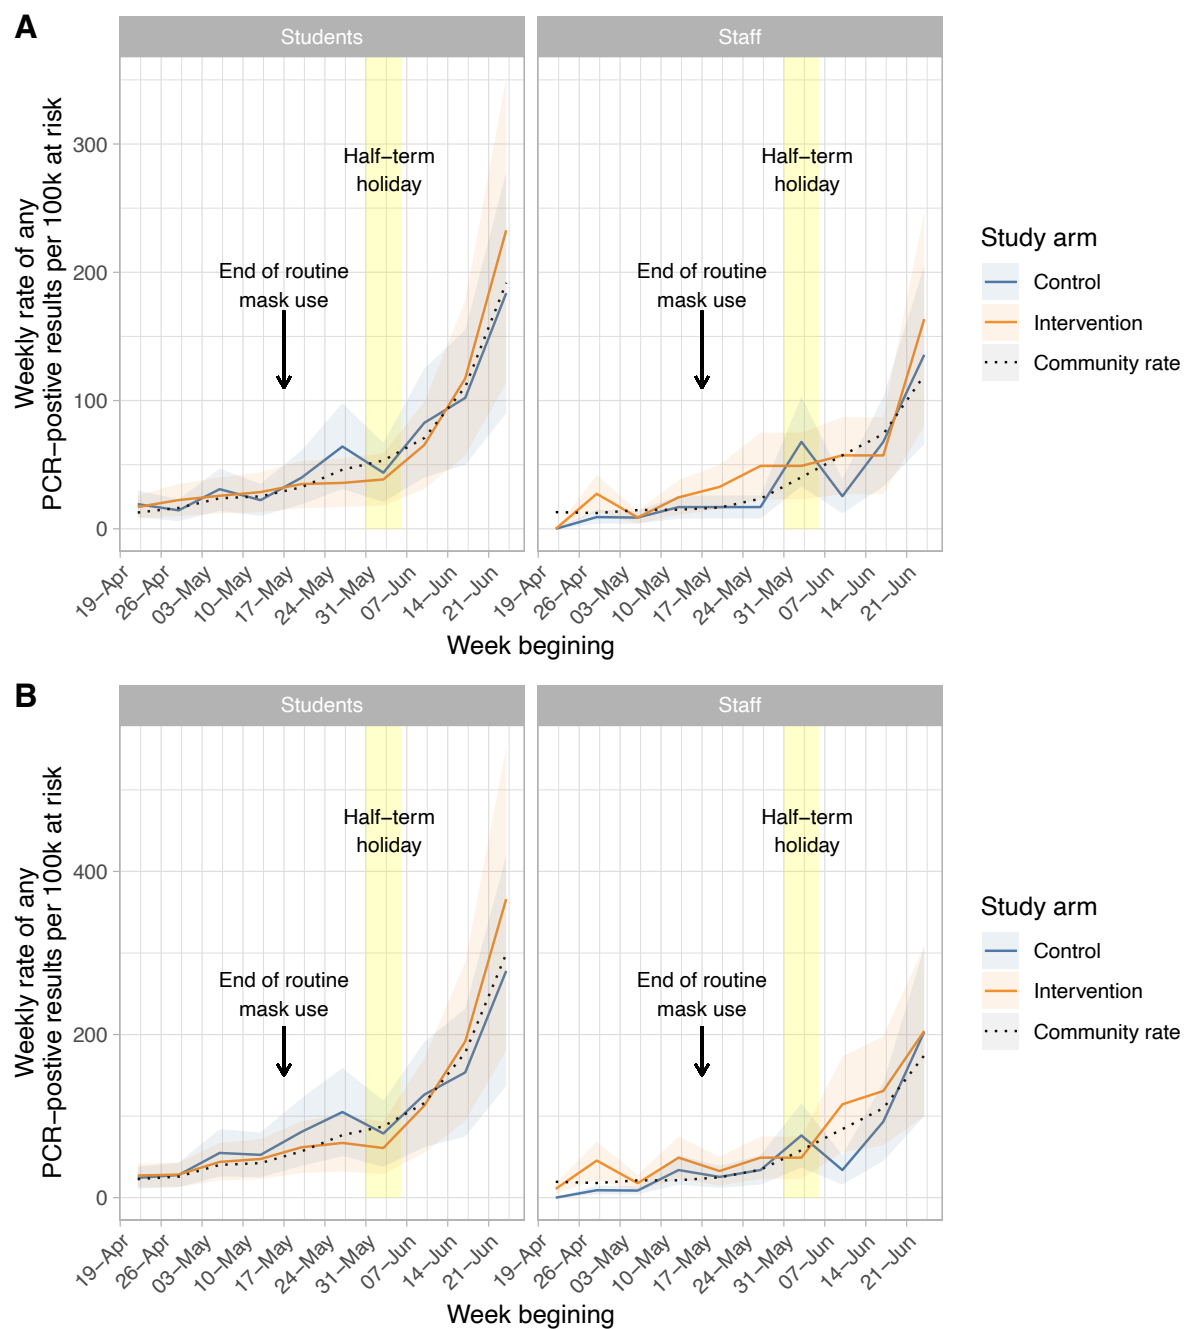 A
Students
Staff
Weekly rate of any
PCR−postive results per 100k at risk
300
200
100
0
Half−term
holiday
End of routine
mask use
Half−term
holiday
End of routine
mask use
19−Apr
26−Apr
03−May
10−May
17−May
24−May
31−May
07−Jun
14−Jun
21−Jun
19−Apr
26−Apr
03−May
10−May
17−May
24−May
31−May
07−Jun
14−Jun
21−Jun
Week begining
Study arm
Control
Intervention
Community rate
B
Students
Staff
Weekly rate of any
PCR−postive results per 100k at risk
400
200
0
Half−term
holiday
End of routine
mask use
Half−term
holiday
End of routine
mask use
19−Apr
26−Apr
03−May
10−May
17−May
24−May
31−May
07−Jun
14−Jun
21−Jun
19−Apr
26−Apr
03−May
10−May
17−May
24−May
31−May
07−Jun
14−Jun
21−Jun
Week begining
Study arm
Control
Intervention
Community rate